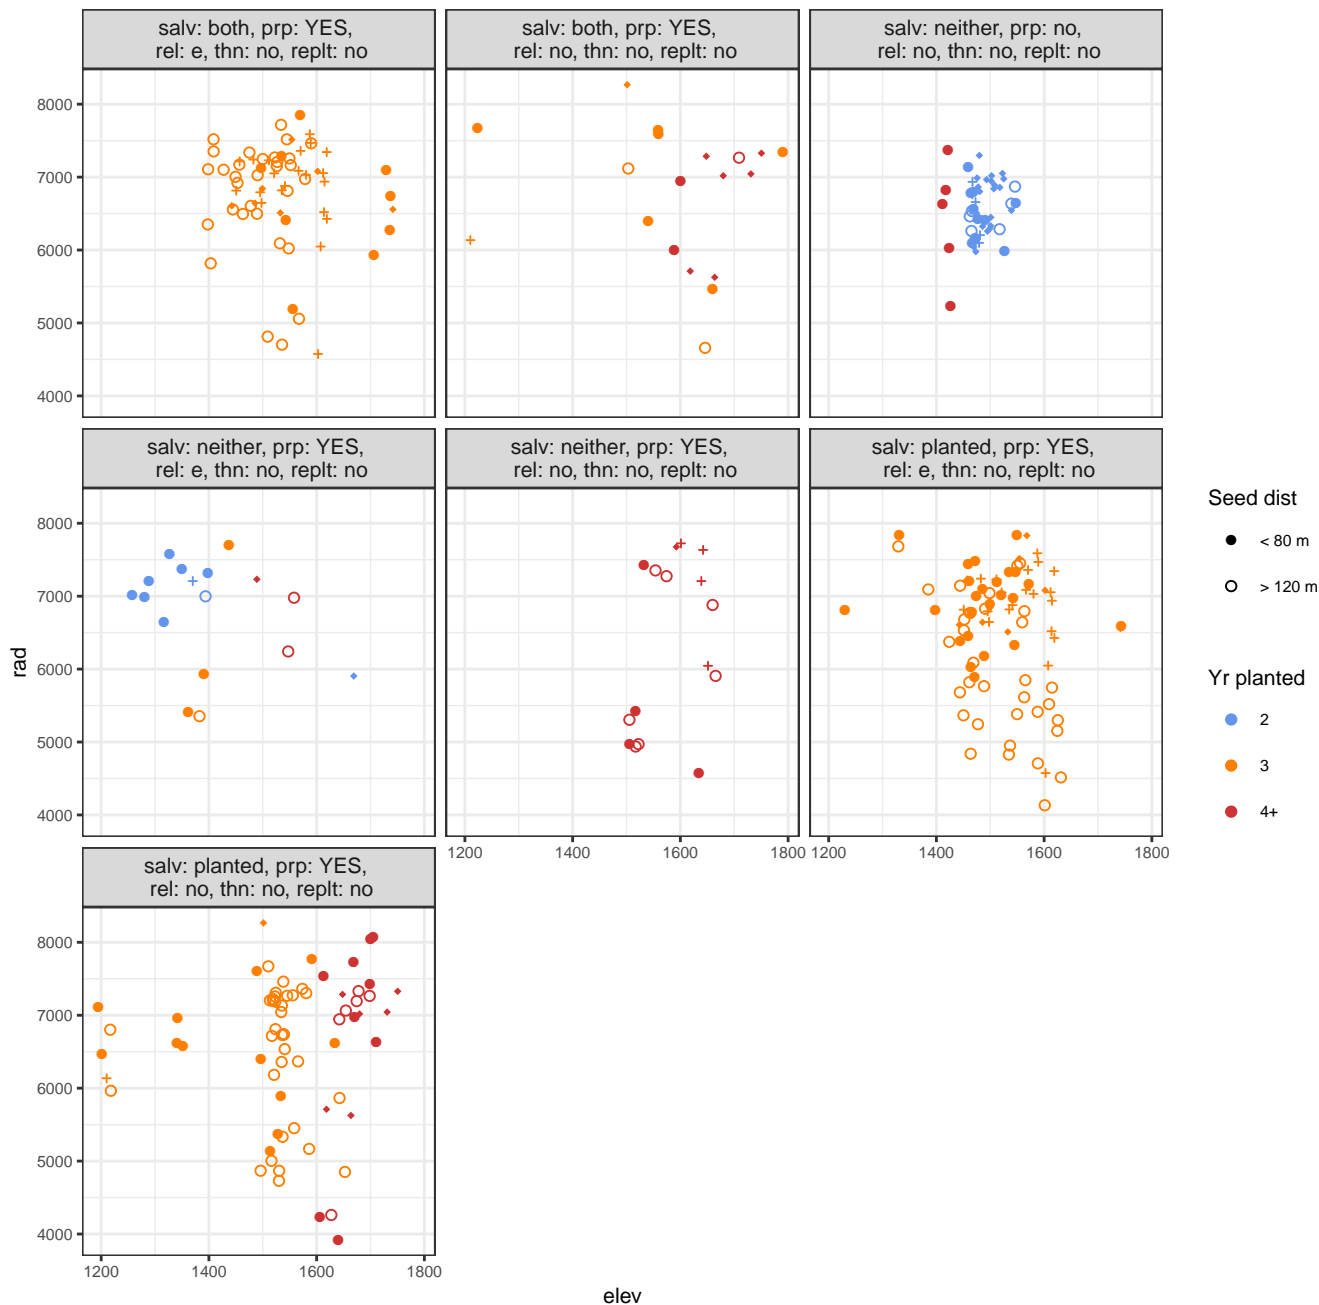 salv: both, prp: YES,
rel: e, thn: no, replt: no
salv: both, prp: YES,
rel: no, thn: no, replt: no
salv: neither, prp: no,
rel: no, thn: no, replt: no
8000
7000
6000
5000
4000
salv: neither, prp: YES,
rel: e, thn: no, replt: no
salv: neither, prp: YES,
rel: no, thn: no, replt: no
salv: planted, prp: YES,
rel: e, thn: no, replt: no
8000
7000
6000
5000
4000
1200 1400 1600 1800
1200 1400 1600 1800
salv: planted, prp: YES,
rel: no, thn: no, replt: no
8000
7000
6000
5000
4000
1200 1400 1600 1800
elev
rad
Seed dist
< 80 m
> 120 m
Yr planted
2
3
4+